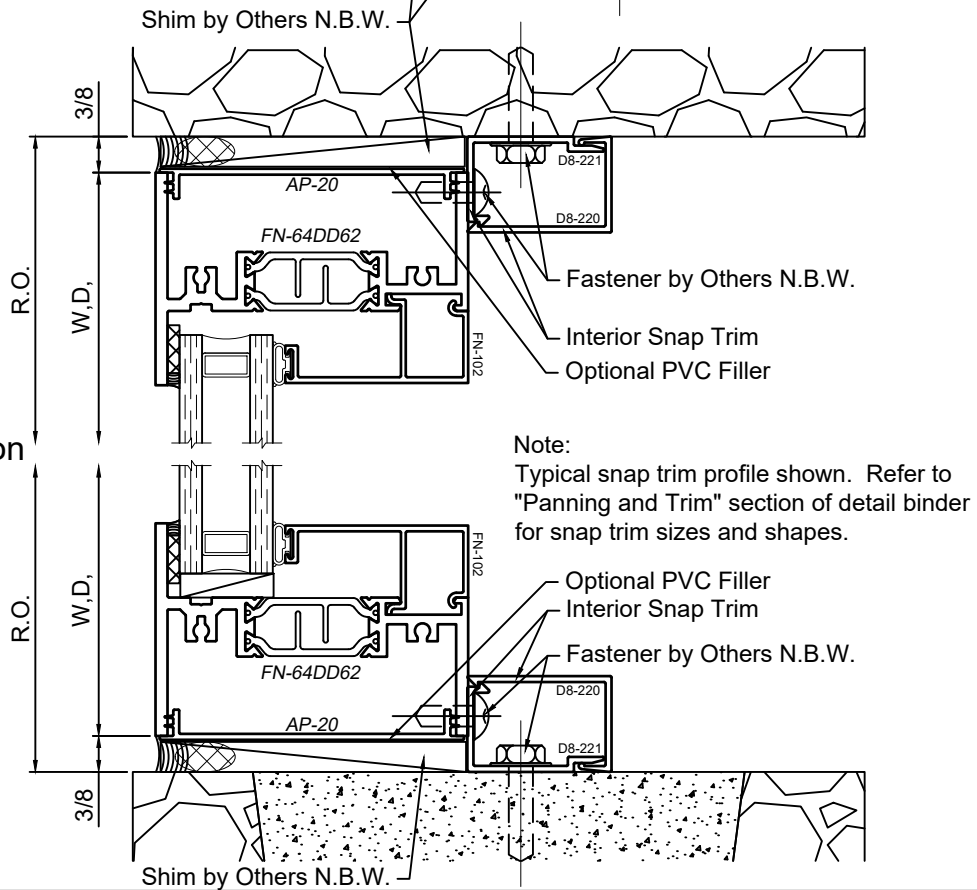 Shim by Others N.B.W.
3/8
D8-221
AP-20
D8-220
FN-64DD62
Fastener by Others N.B.W.
R.O.
W,D,
Interior Snap Trim
FN-102
Optional PVC Filler
on
Note:
Typical snap trim profile shown. Refer to
"Panning and Trim" section of detail binder
for snap trim sizes and shapes.
FN-102
Optional PVC Filler
R.O.
W,D,
Interior Snap Trim
Fastener by Others N.B.W.
FN-64DD62
D8-220
AP-20
D8-221
3/8
Shim by Others N.B.W.